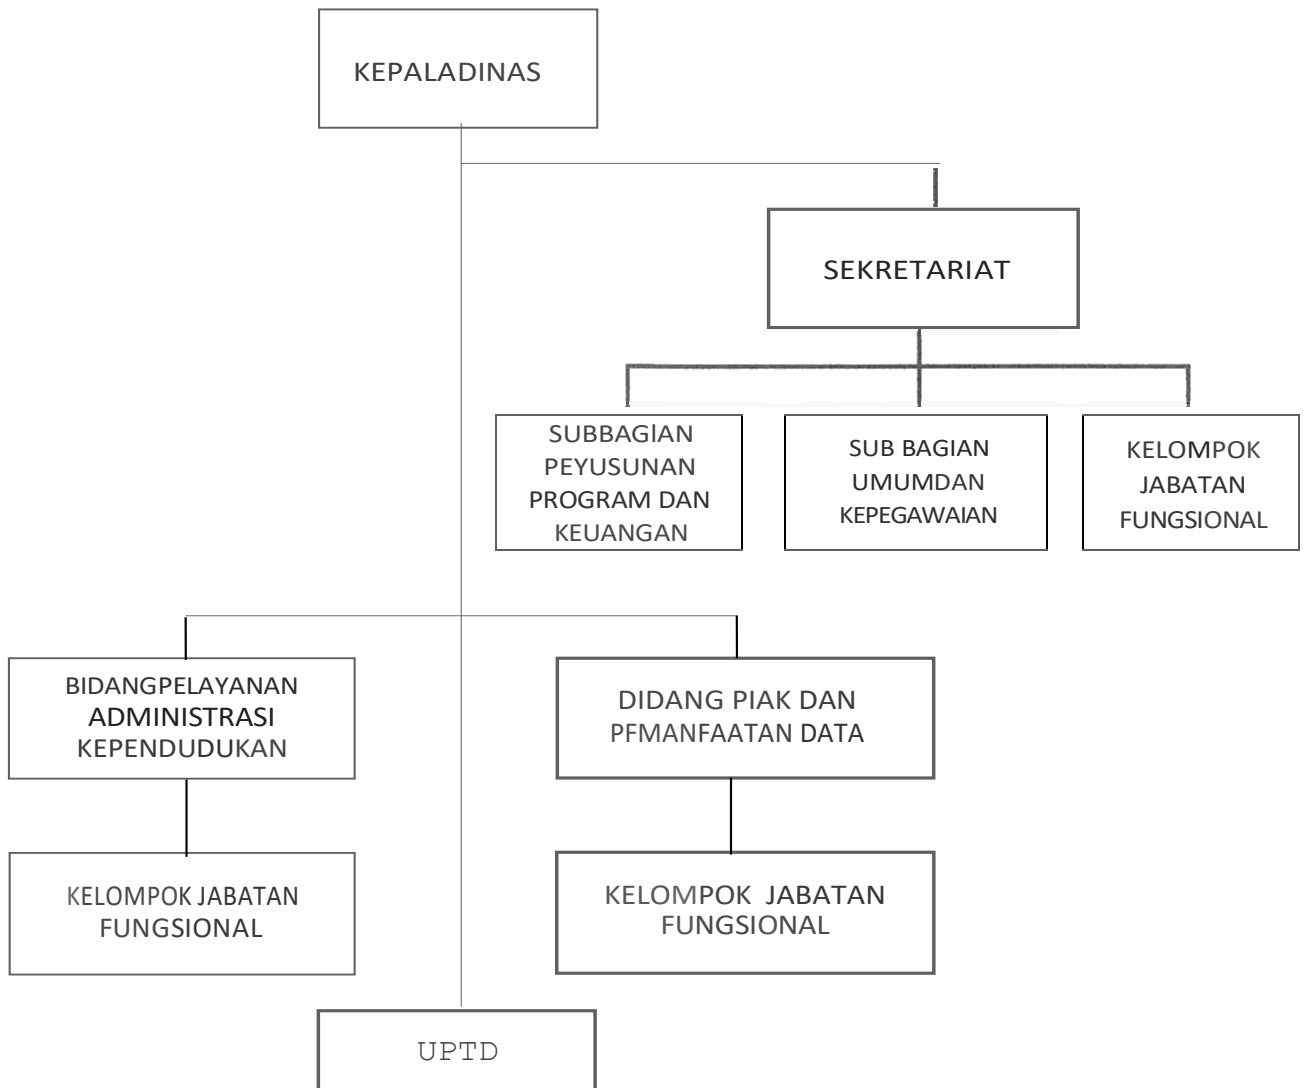 KEPALADINAS
SEKRETARIAT
SUBBAGlAN
PEYUSUNAN
PROGRAM DAN
KEUANGAN
SUB BAGIAN
UMUMDAN
KEPEGAWAIAN
KELOMPOK
JABATAN
FUNGSIONAL
BIDANGPELAYANAN
ADMINISTRASI
KEPENDUDUKAN
DIDANG PIAK DAN
PFMANFAATAN DATA
KELOMPOK JABATAN
FUNGSIONAL
KELOMPOK JABATAN
FUNGSIONAL
UPTD